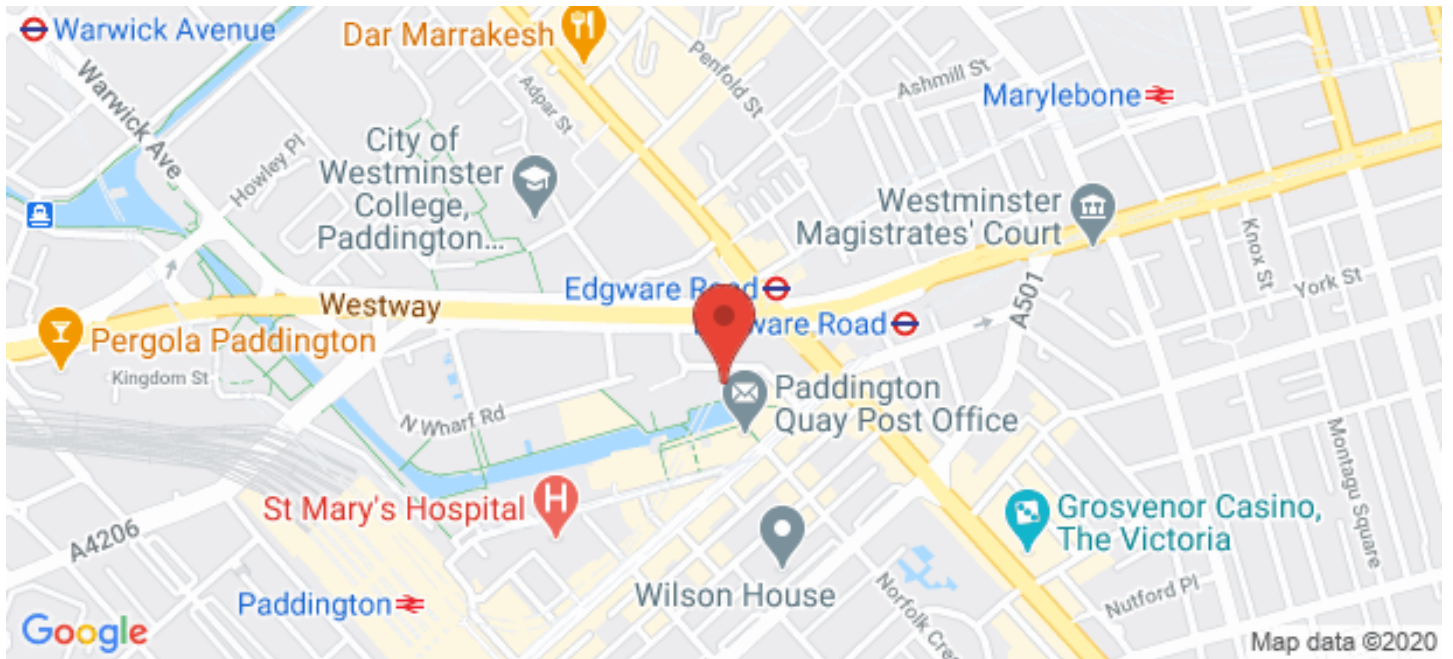 Warwick Avenue
Dar Marrakesh
Penfold St
Ashmill St
Marylebone
Warwick Ave
Adpar St
Howley Pl
City of
Westminster
College,
Paddington...
Westminster
Magistrates' Court
Knox St
York St
Edgware Road
Westway
A501
ware Road
Pergola Paddington
Kingdom St
N Wharf Rd
Paddington
Quay Post Office
Montagu Square
St Mary's Hospital
H
Grosvenor Casino,
The Victoria
A4206
Wilson House
Paddington
Norfolk Cres
Nutford Pl
Google
Map data ©2020